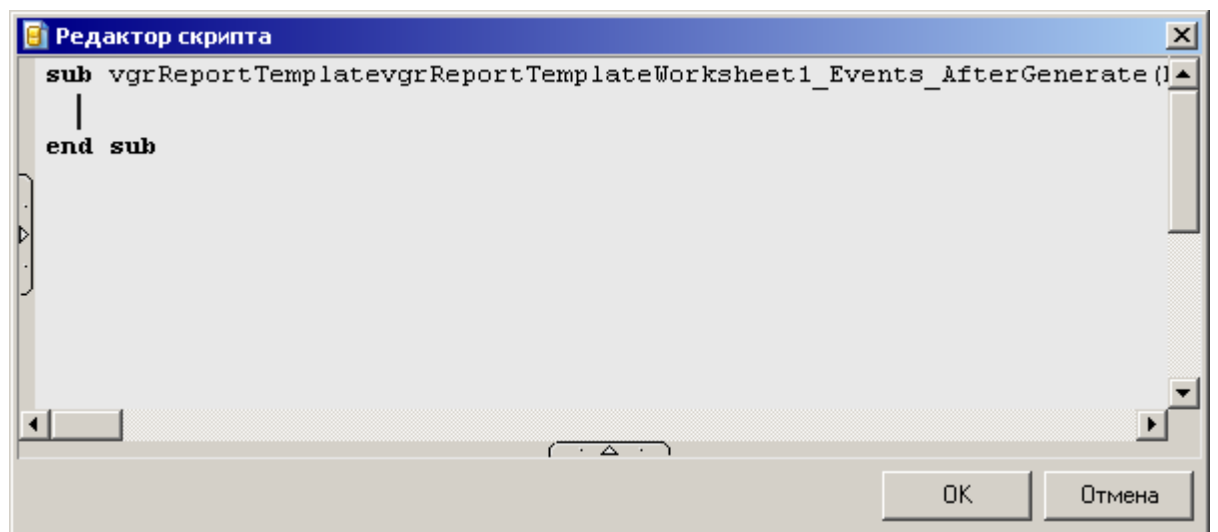 Редактор скрипта
sub vgrReportTemplatevgrReportTemplateWorksheet1_Events_AfterGenerate(
end sub
OK
Отмена